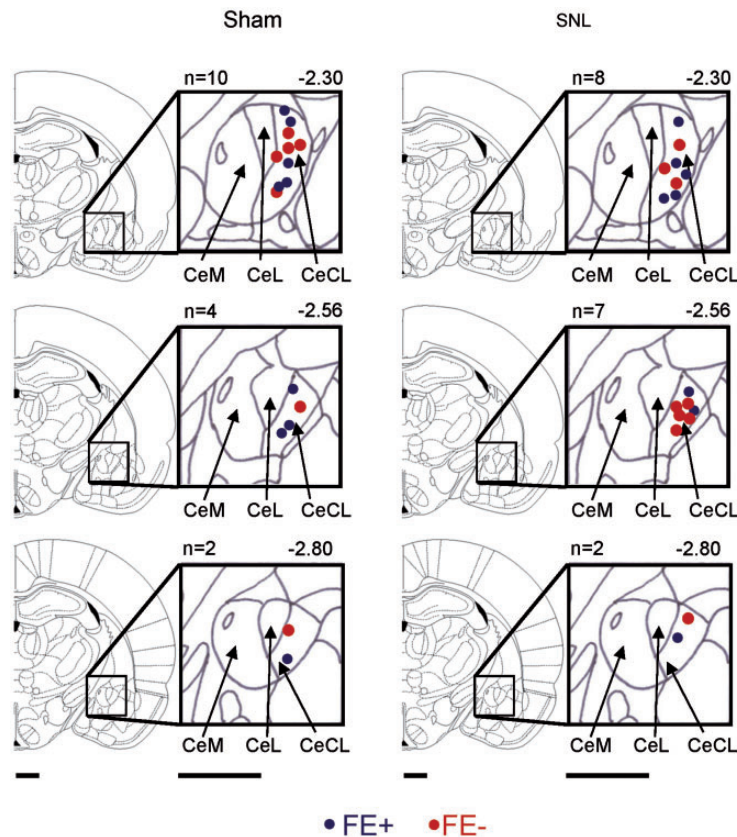 Sham SNL
n=10 -2.30 n=8 -2.30
CeM CeL CeCL CeM CeL CeCL
n=4 -2.56 n=7 -2.56
CeM CeL CeCL CeM CeL CeCL
n=2 -2.80 n=2 -2.80
CeM CeL CeCL CeM CeL CeCL
FE+ FE-